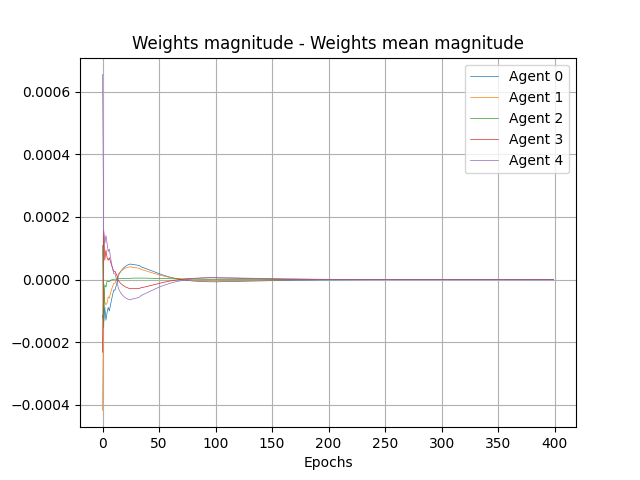 Weights magnitude - Weights mean magnitude
0.0006
0.0004
0.0002
0.0000
−0.0002
−0.0004
Agent 0
Agent 1
Agent 2
Agent 3
Agent 4
0 50 100 150 200 250 300 350 400
Epochs